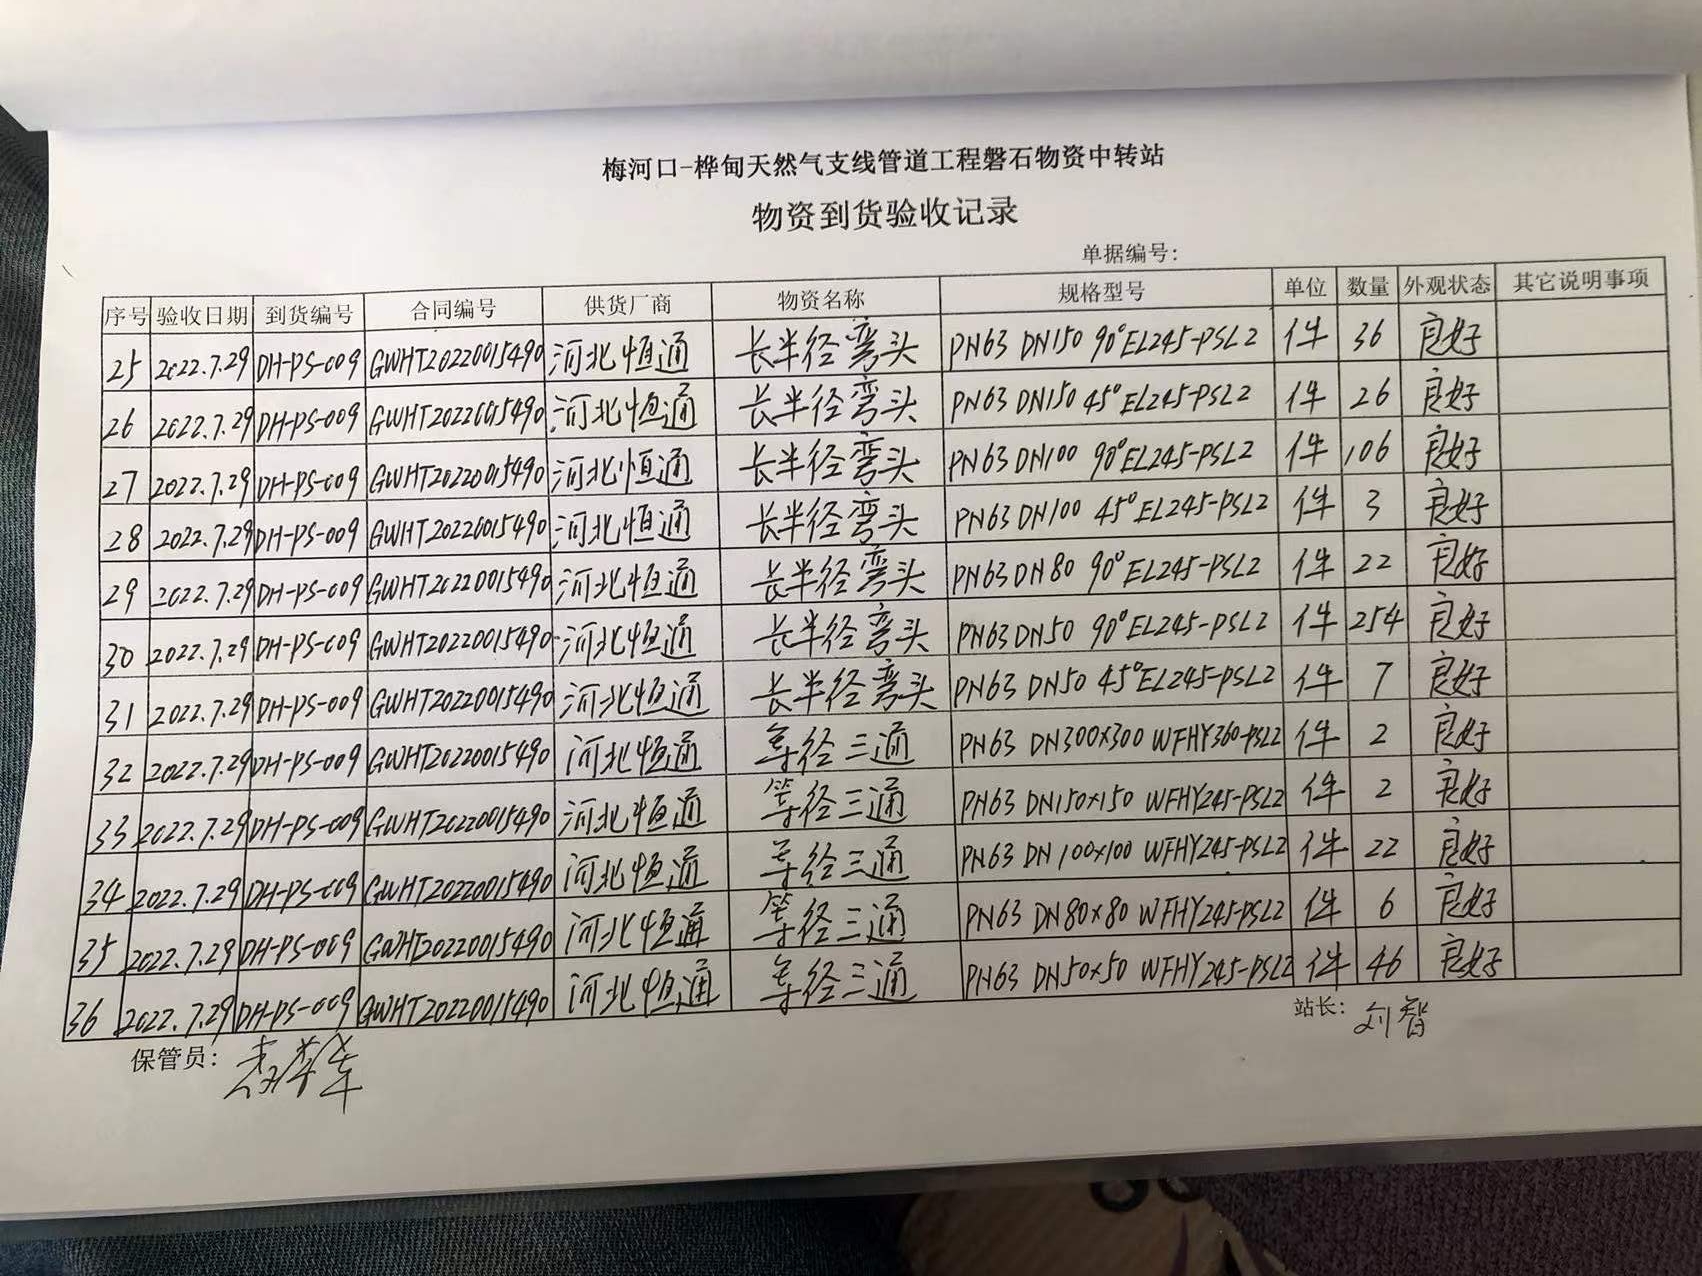 梅河口-桦甸天然气支线管道工程磐石物资中转站
物资到货验收记录
单据编号：
序号 验收日期 到货编号 合同编号 供货厂商 物资名称 规格型号 单位 数量 外观状态 其它说明事项
25 2022.7.29 DH-PS-009 GWHT20220015490 河北恒通 长半径弯头 PN63 DN150 90°EL245-PSL2 件 36 良好
26 2022.7.29 DH-PS-009 GWHT20220015490 河北恒通 长半径弯头 PN63 DN150 45°EL245-PSL2 件 26 良好
27 2022.7.29 DH-PS-009 GWHT20220015490 河北恒通 长半径弯头 PN63 DN100 90°EL245-PSL2 件 106 良好
28 2022.7.29 DH-PS-009 GWHT20220015490 河北恒通 长半径弯头 PN63 DN100 45°EL245-PSL2 件 3 良好
29 2022.7.29 DH-PS-009 GWHT20220015490 河北恒通 长半径弯头 PN63 DN80 90°EL245-PSL2 件 22 良好
30 2022.7.29 DH-PS-009 GWHT20220015490 河北恒通 长半径弯头 PN63 DN50 90°EL245-PSL2 件 254 良好
31 2022.7.29 DH-PS-009 GWHT20220015490 河北恒通 长半径弯头 PN63 DN50 45°EL245-PSL2 件 7 良好
32 2022.7.29 DH-PS-009 GWHT20220015490 河北恒通 等径三通 PN63 DN300×300 WFHY360-PSL2 件 2 良好
33 2022.7.29 DH-PS-009 GWHT20220015490 河北恒通 等径三通 PN63 DN150×150 WFHY245-PSL2 件 2 良好
34 2022.7.29 DH-PS-009 GWHT20220015490 河北恒通 等径三通 PN63 DN100×100 WFHY245-PSL2 件 22 良好
35 2022.7.29 DH-PS-009 GWHT20220015490 河北恒通 等径三通 PN63 DN80×80 WFHY245-PSL2 件 6 良好
36 2022.7.29 DH-PS-009 GWHT20220015490 河北恒通 等径三通 PN63 DN50×50 WFHY245-PSL2 件 46 良好
保管员： 站长：刘智